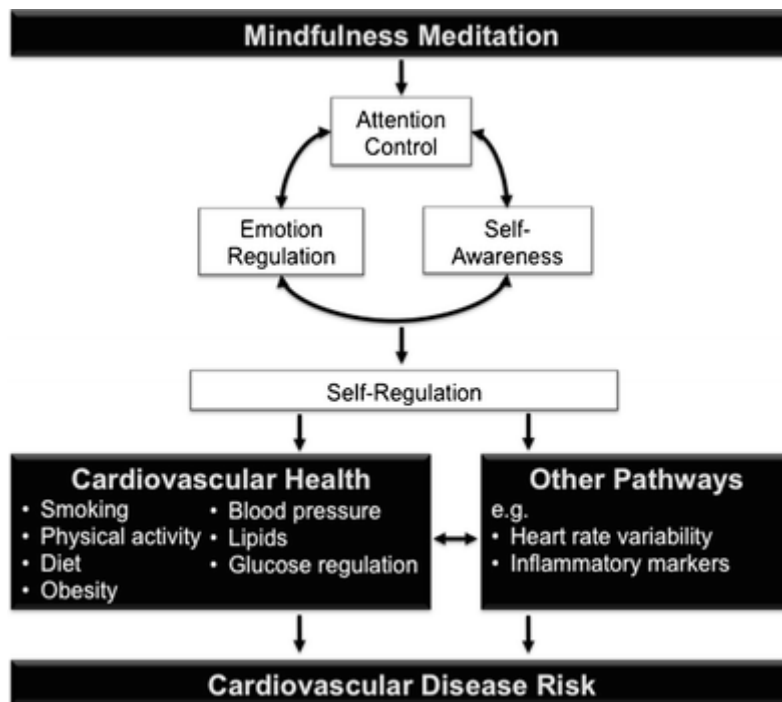 Mindfulness Meditation
Attention
Control
Emotion
Regulation
Self-
Awareness
Self-Regulation
Cardiovascular Health
• Smoking
• Physical activity
• Diet
• Obesity
• Blood pressure
• Lipids
• Glucose regulation
Other Pathways
e.g.
• Heart rate variability
• Inflammatory markers
Cardiovascular Disease Risk